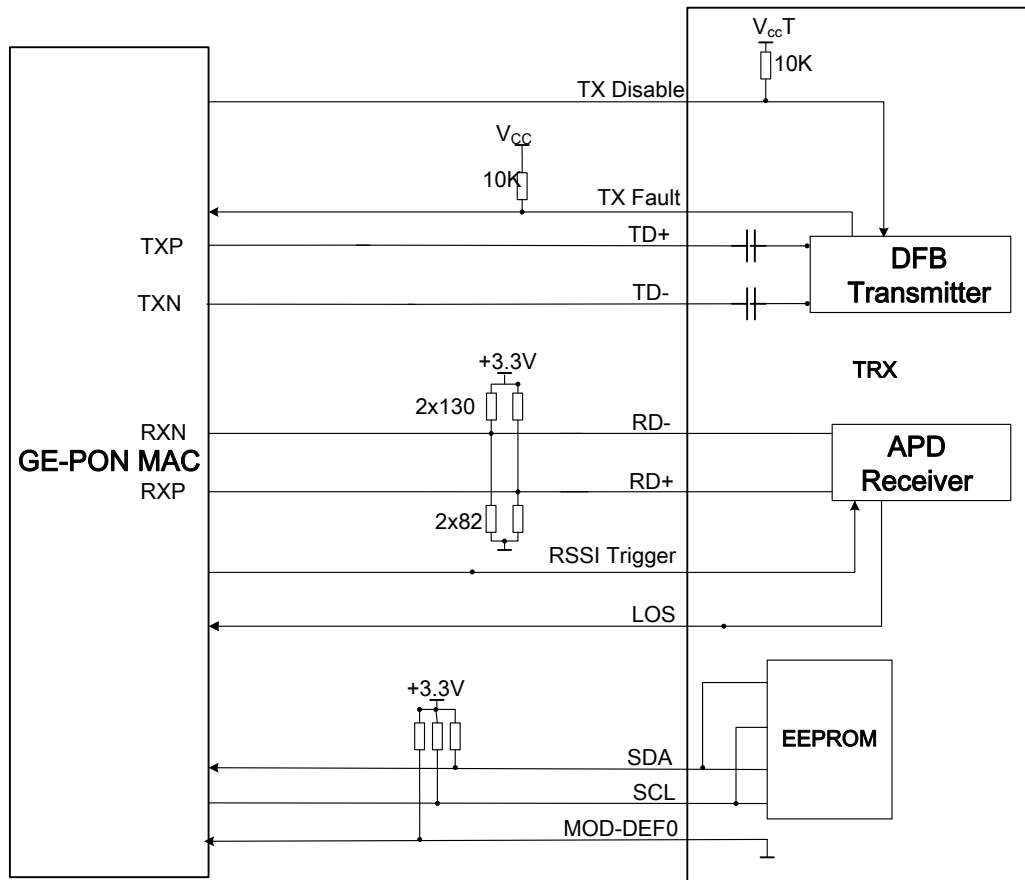 VccT
10K
TX Disable
VCC
10K
TX Fault
TXP
TD+
DFB
Transmitter
TXN
TD-
+3.3V
TRX
2x130
RXN
RD-
GE-PON MAC
APD
Receiver
RXP
RD+
2x82
RSSI Trigger
LOS
+3.3V
EEPROM
SDA
SCL
MOD-DEF0